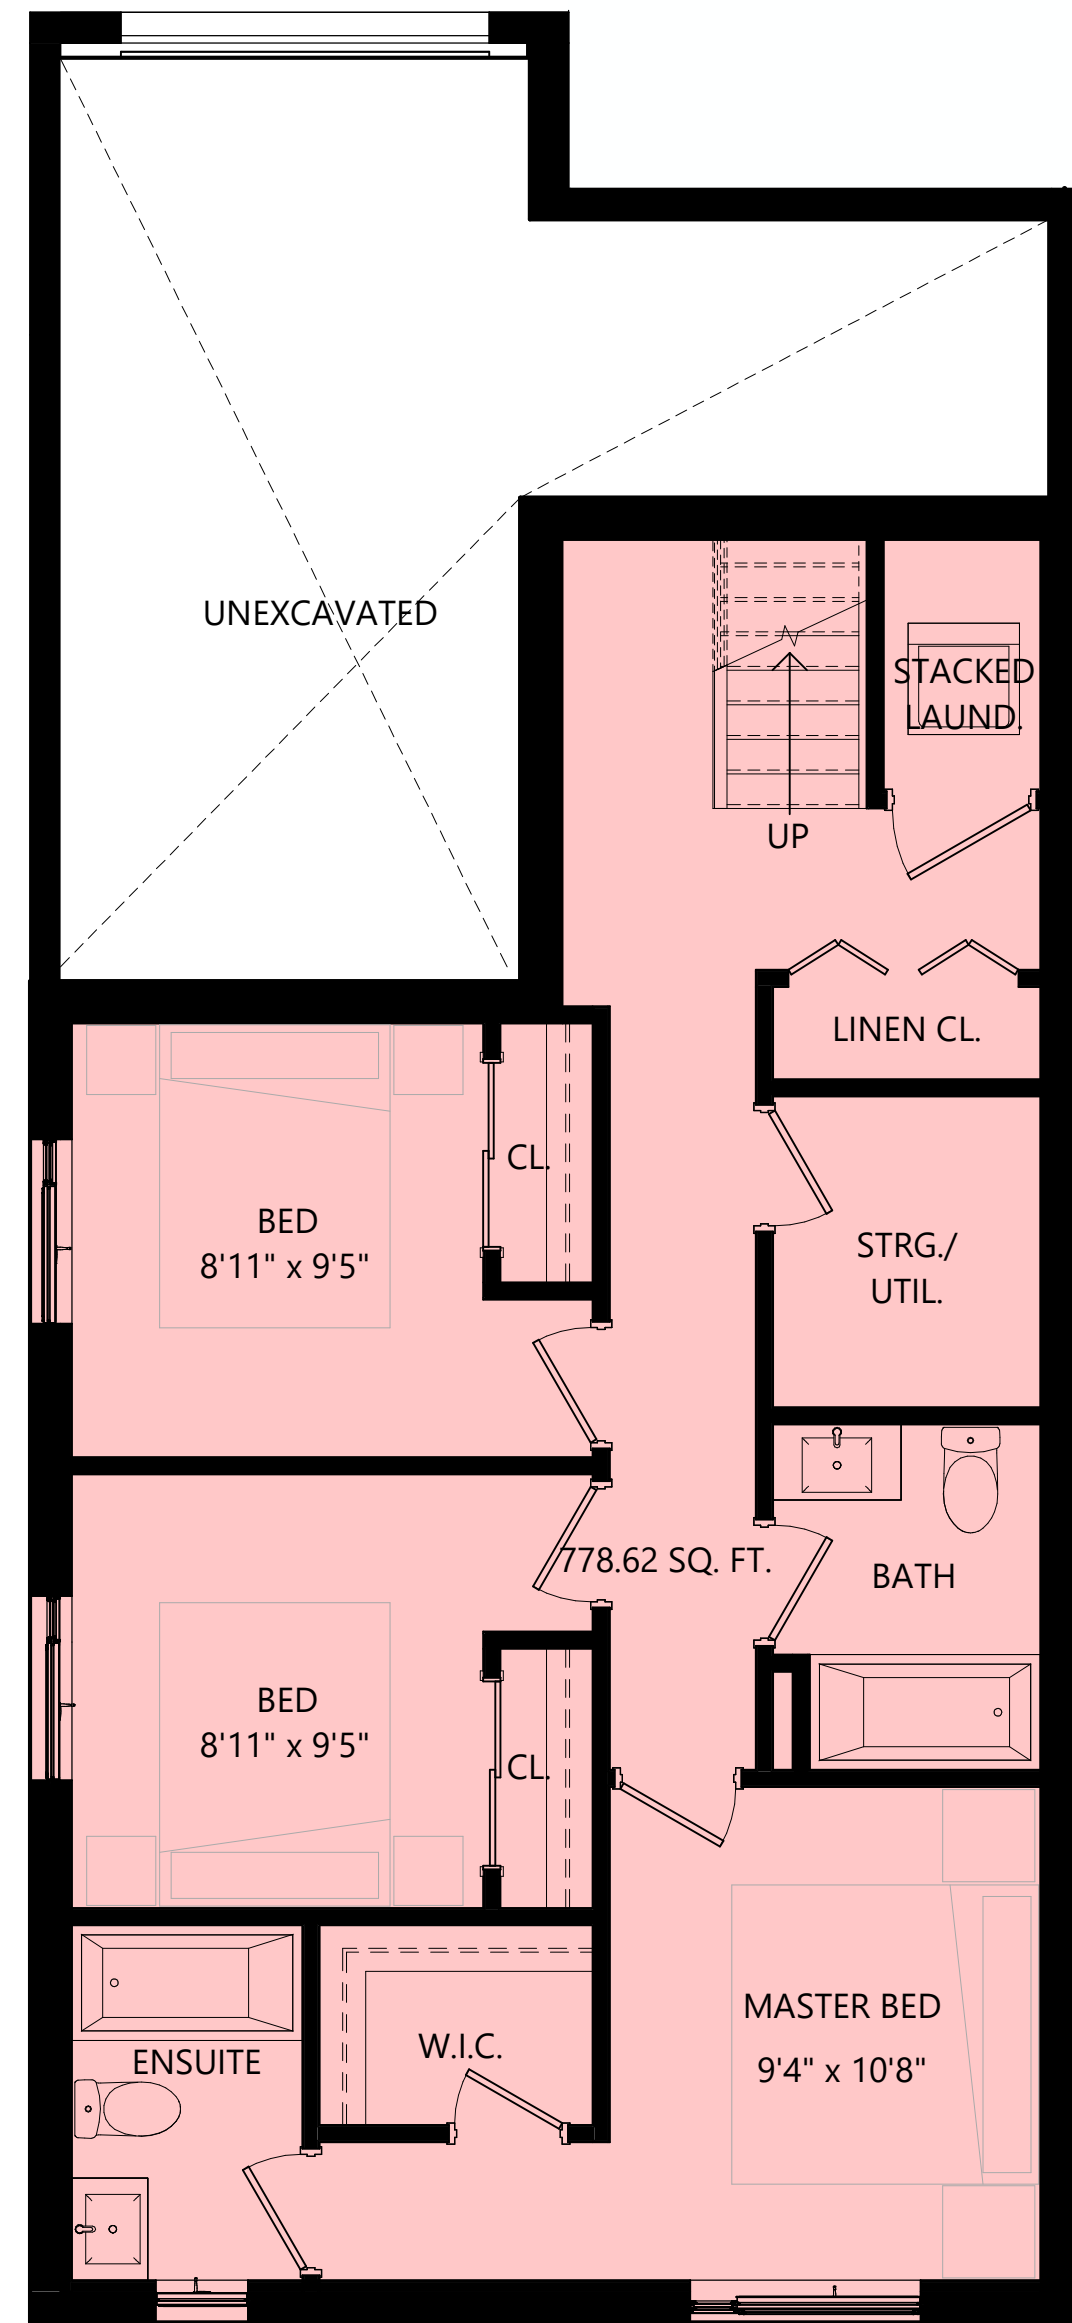 UNEXCAVATED
STACKED
LAUND.
UP
LINEN CL.
CL.
BED
8'11" x 9'5"
STRG./
UTIL.
778.62 SQ. FT.
BATH
BED
8'11" x 9'5"
CL.
MASTER BED
9'4" x 10'8"
W.I.C.
ENSUITE